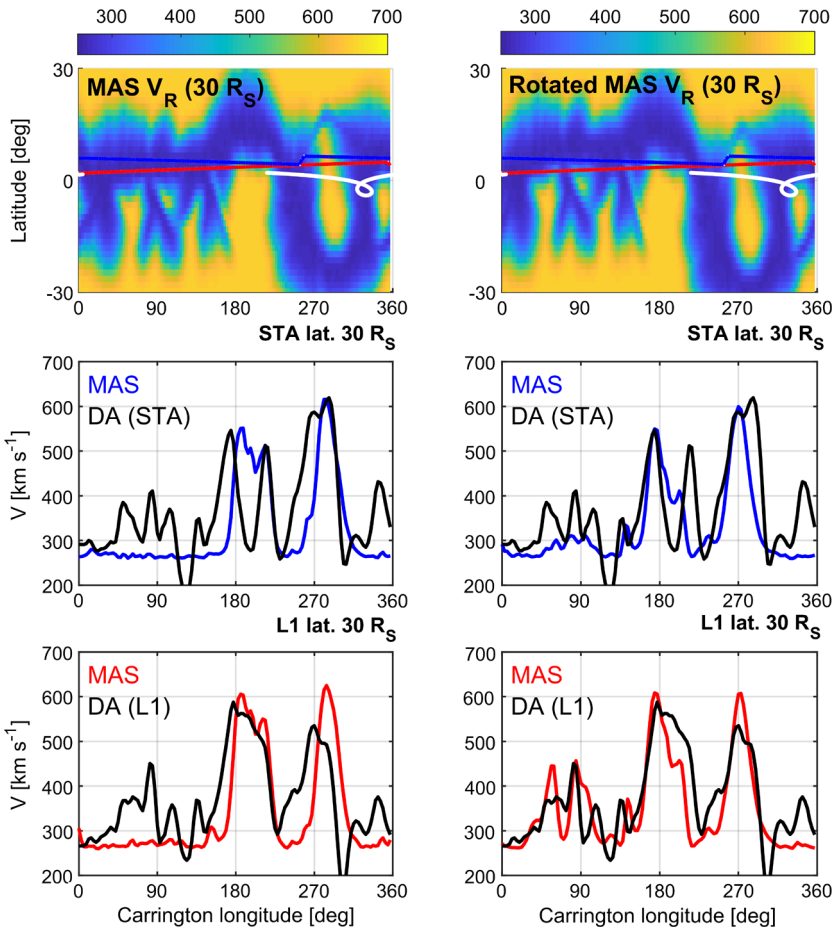 300 400 500 600 700
300 400 500 600 700
30
MAS V_R (30 R_S)
Rotated MAS V_R (30 R_S)
Latitude [deg]
0
-30
0 90 180 270 360
0 90 180 270 360
STA lat. 30 R_S
STA lat. 30 R_S
700
600
500
400
300
200
MAS
DA (STA)
V [km s^-1]
0 90 180 270 360
700
600
500
400
300
200
MAS
DA (STA)
0 90 180 270 360
L1 lat. 30 R_S
L1 lat. 30 R_S
700
600
500
400
300
200
MAS
DA (L1)
V [km s^-1]
0 90 180 270 360
Carrington longitude [deg]
700
600
500
400
300
200
MAS
DA (L1)
0 90 180 270 360
Carrington longitude [deg]